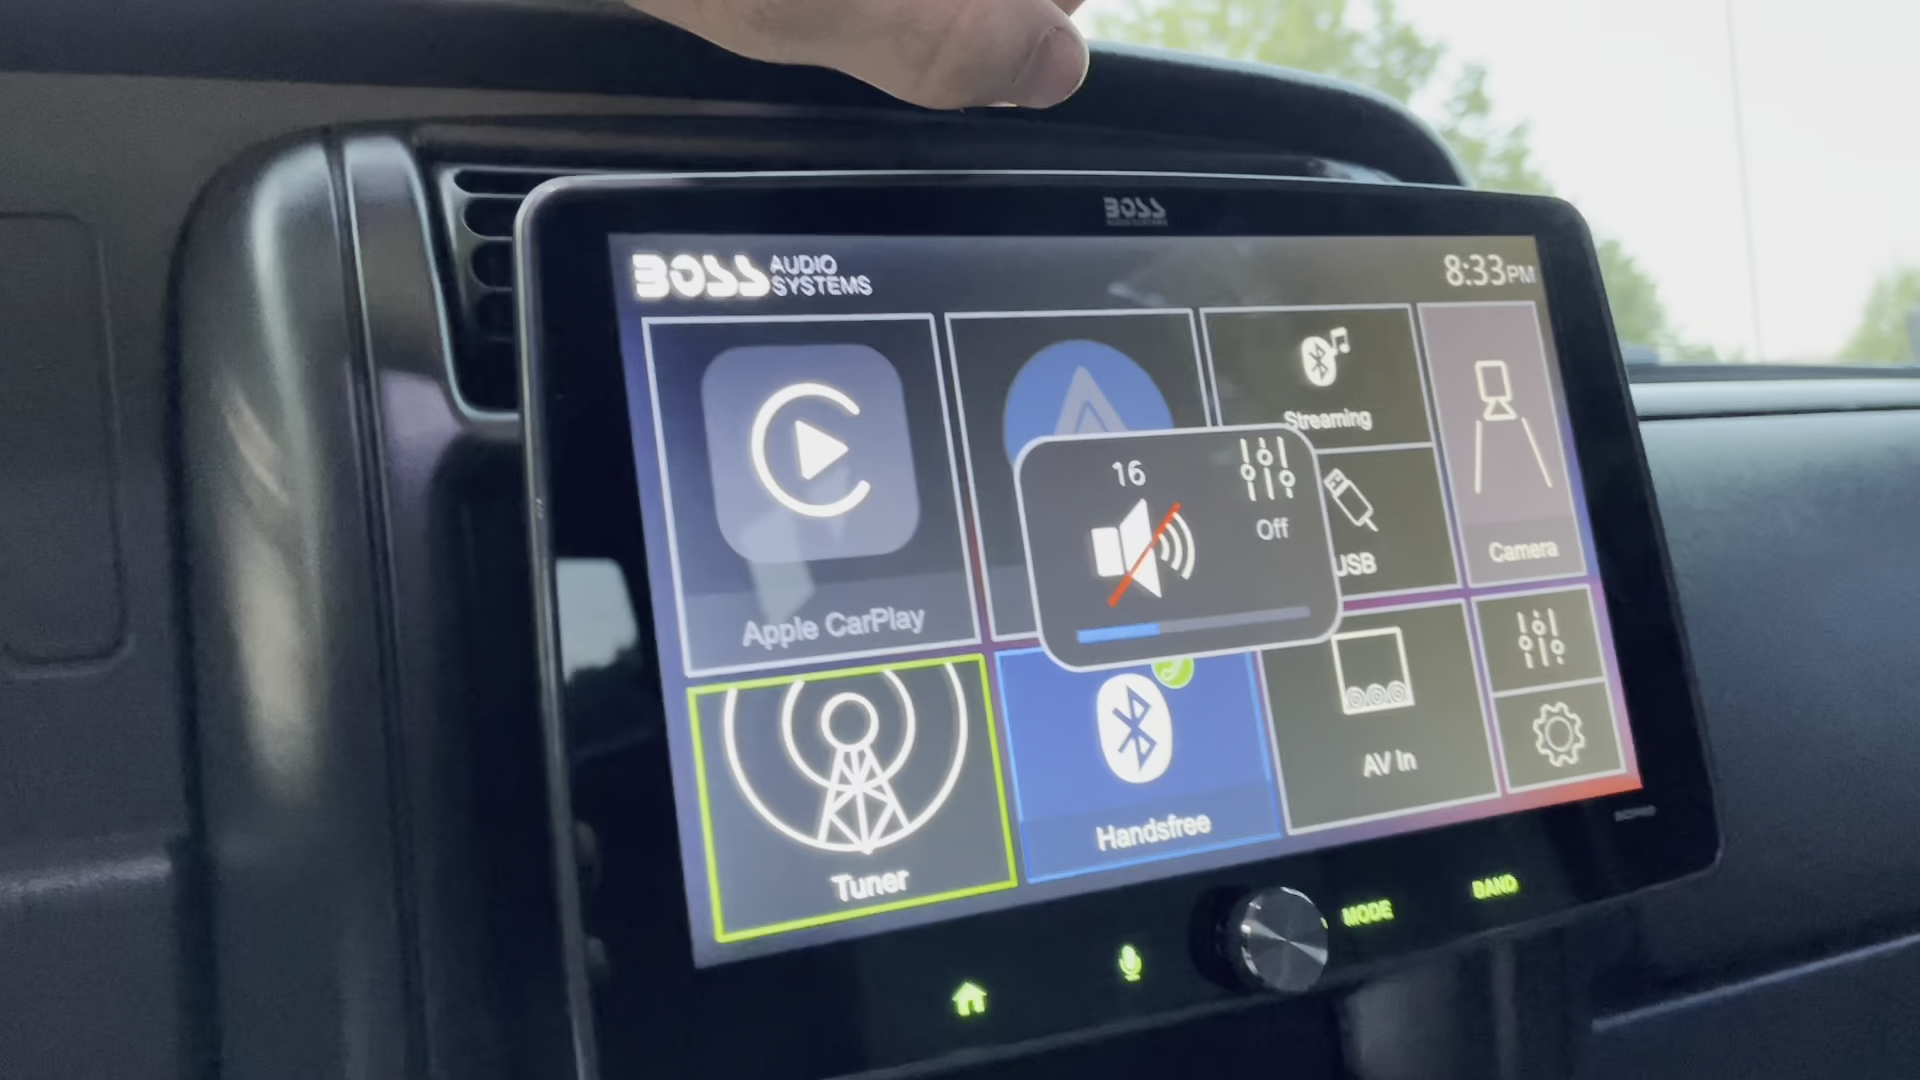 BOSS
BOSS AUDIO SYSTEMS
8:33PM
Streaming
16
Off
USB
Camera
Apple CarPlay
AV In
Handsfree
Tuner
MODE
BAND